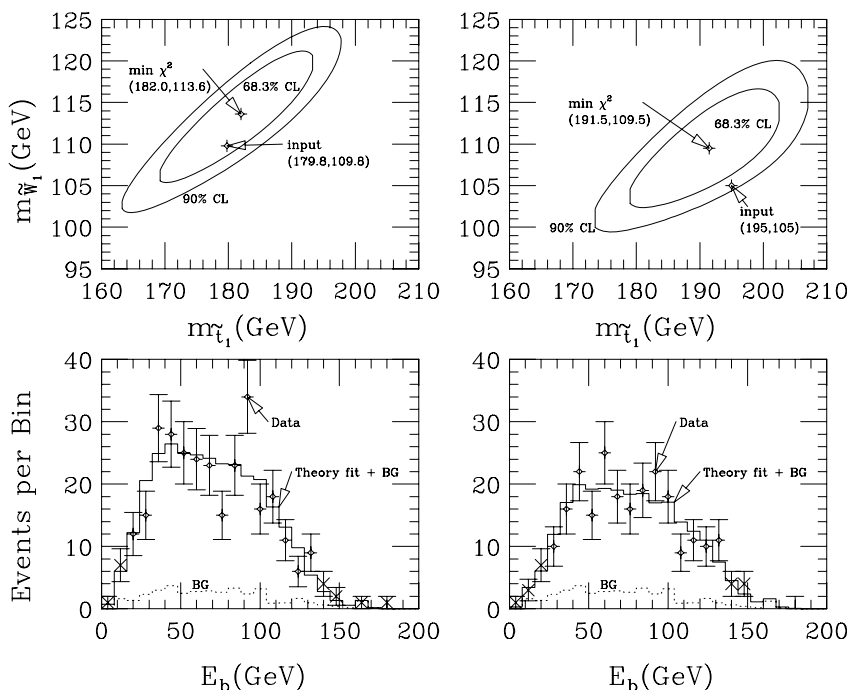 125
120
115
110
105
100
95
m_W̃₁(GeV)
min χ²
(182.0,113.6)
68.3% CL
input
(179.8,109.8)
90% CL
160 170 180 190 200 210
m_t̃₁(GeV)
125
120
115
110
105
100
95
min χ²
(191.5,109.5)
68.3% CL
input
(195,105)
90% CL
160 170 180 190 200 210
m_t̃₁(GeV)
40
30
20
10
0
Events per Bin
Data
Theory fit + BG
BG
0 50 100 150 200
E_b(GeV)
40
30
20
10
0
Data
Theory fit + BG
BG
0 50 100 150 200
E_b(GeV)